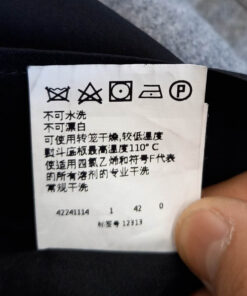 P
不可水洗
不可漂白
可使用转笼干燥,较低温度
熨斗面板最高温度110°C
使适用四氯乙烯和符号F代表
的所有溶剂的专业干洗
常规干洗
42241114 1 42 0
标签号 12313